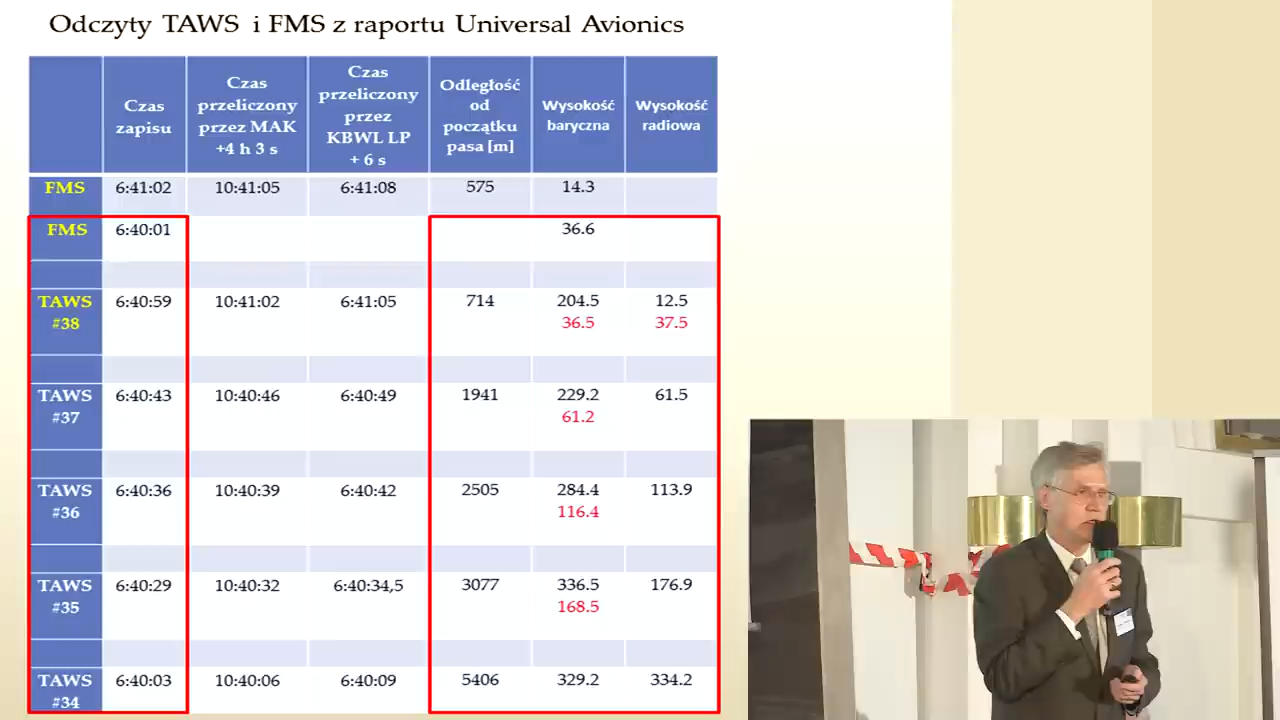 Odczyty TAWS i FMS z raportu Universal Avionics
Czas zapisu
Czas przeliczony przez MAK +4 h 3 s
Czas przeliczony przez KBWL LP + 6 s
Odległość od początku pasa [m]
Wysokość baryczna
Wysokość radiowa
FMS 6:41:02 10:41:05 6:41:08 575 14.3
FMS 6:40:01 36.6
TAWS #38 6:40:59 10:41:02 6:41:05 714 204.5 36.5 12.5 37.5
TAWS #37 6:40:43 10:40:46 6:40:49 1941 229.2 61.2 61.5
TAWS #36 6:40:36 10:40:39 6:40:42 2505 284.4 116.4 113.9
TAWS #35 6:40:29 10:40:32 6:40:34,5 3077 336.5 168.5 176.9
TAWS #34 6:40:03 10:40:06 6:40:09 5406 329.2 334.2